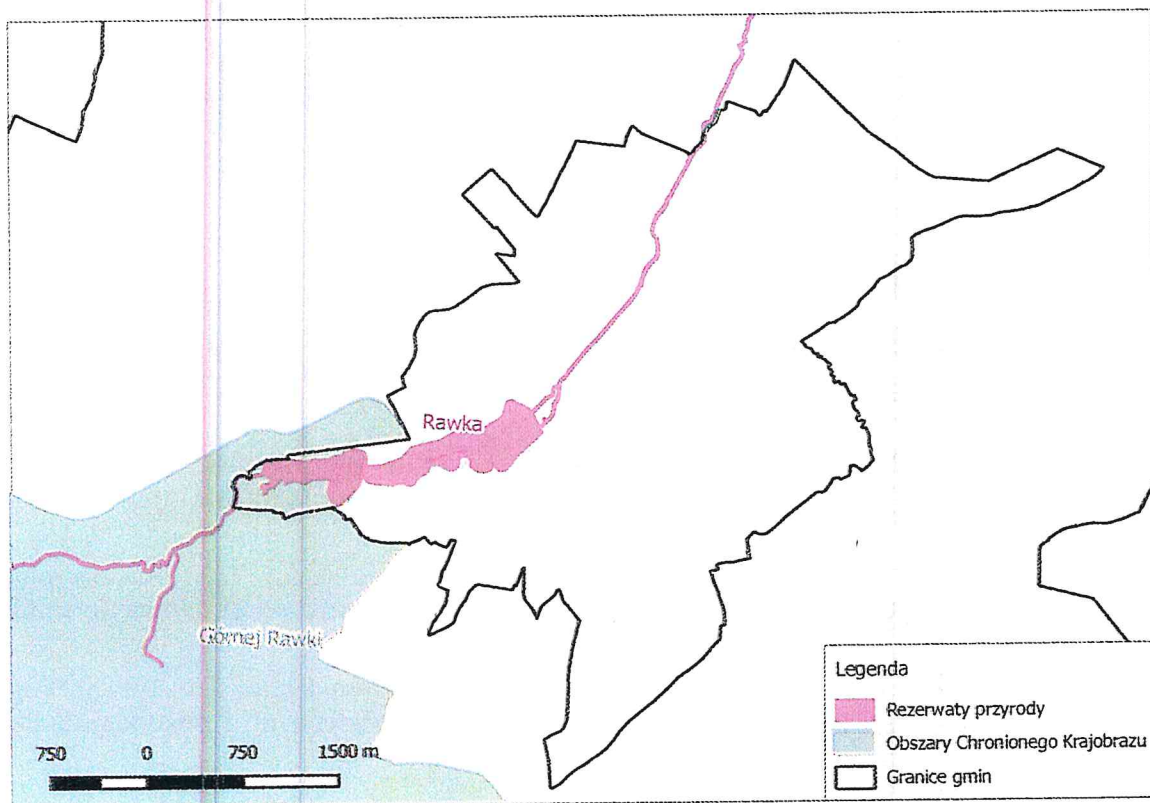 Rawka
Górnej Rawki
750 0 750 1500 m
Legenda
Rezerwaty przyrody
Obszary Chronionego Krajobrazu
Granice gmin